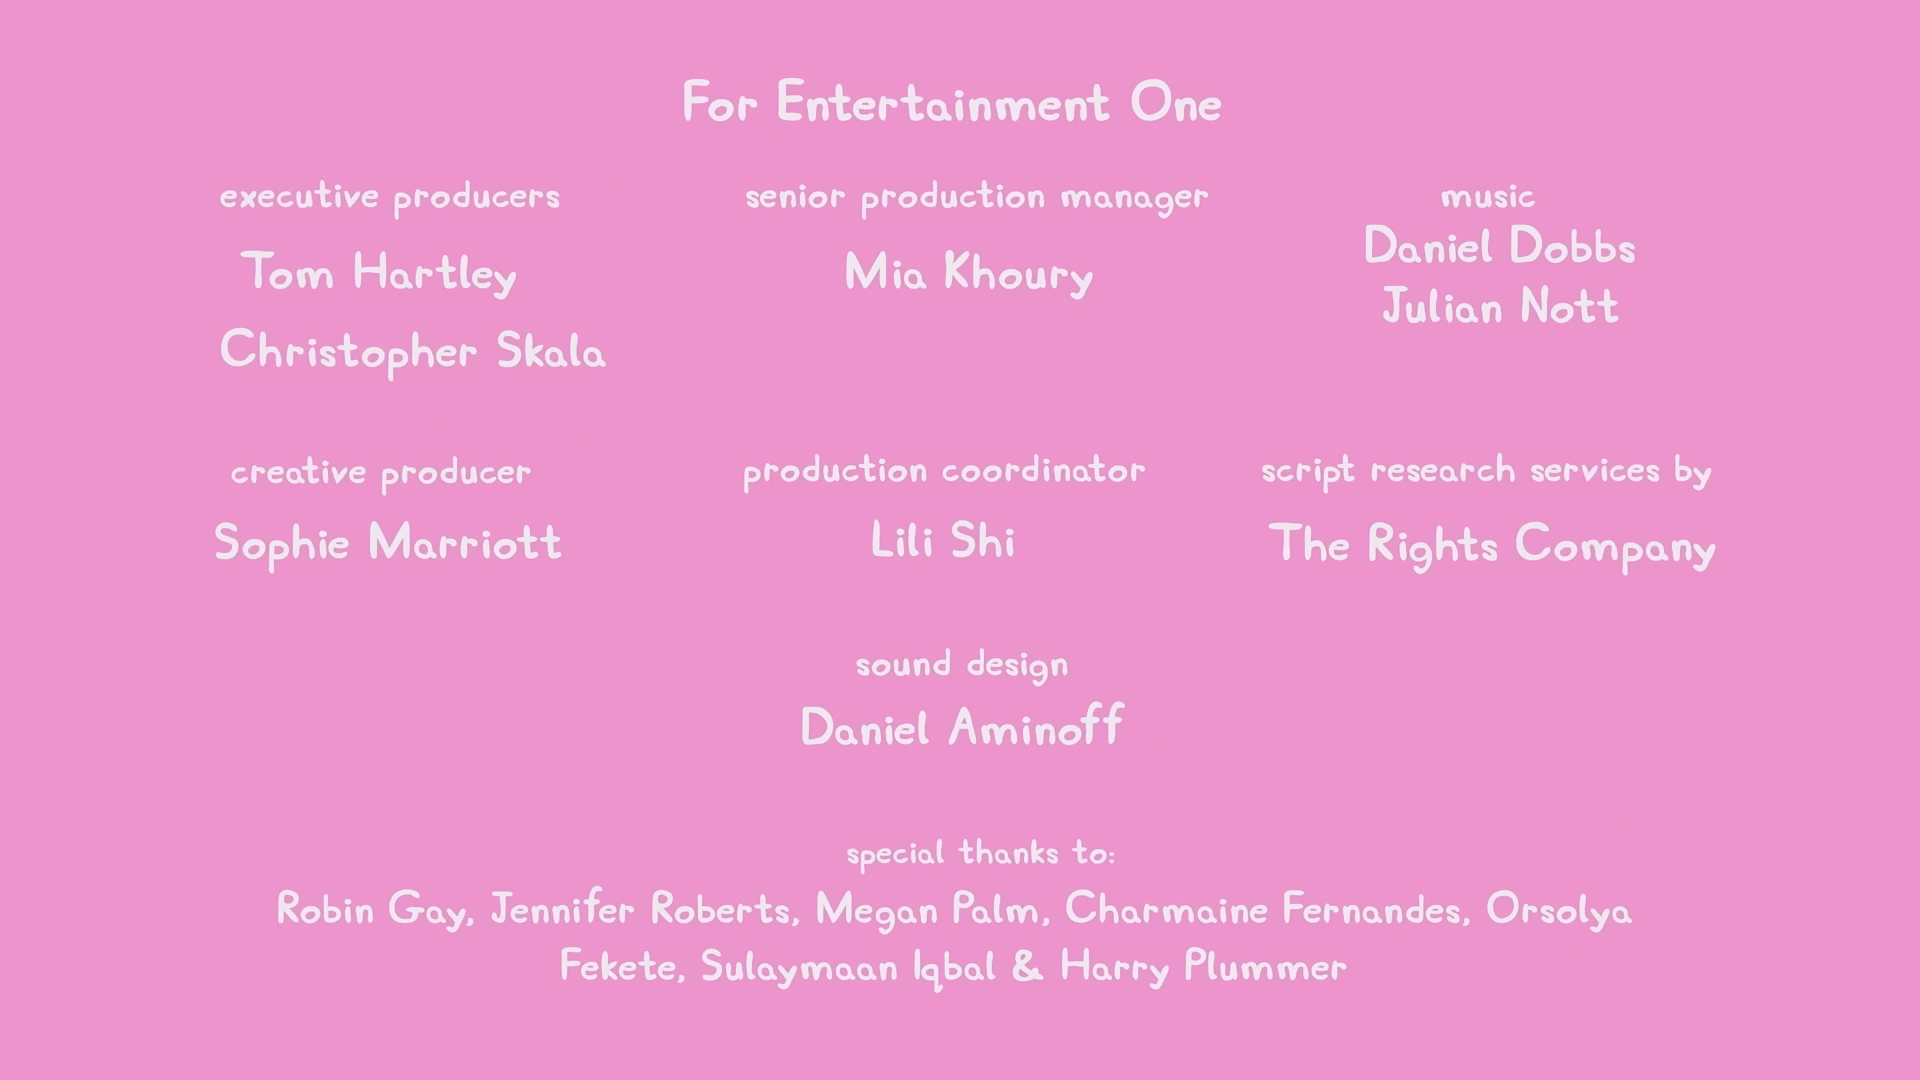 For Entertainment One
executive producers
Tom Hartley
Christopher Skala
senior production manager
Mia Khoury
music
Daniel Dobbs
Julian Nott
creative producer
Sophie Marriott
production coordinator
Lili Shi
script research services by
The Rights Company
sound design
Daniel Aminoff
special thanks to:
Robin Gay, Jennifer Roberts, Megan Palm, Charmaine Fernandes, Orsolya
Fekete, Sulaymaan Iqbal & Harry Plummer